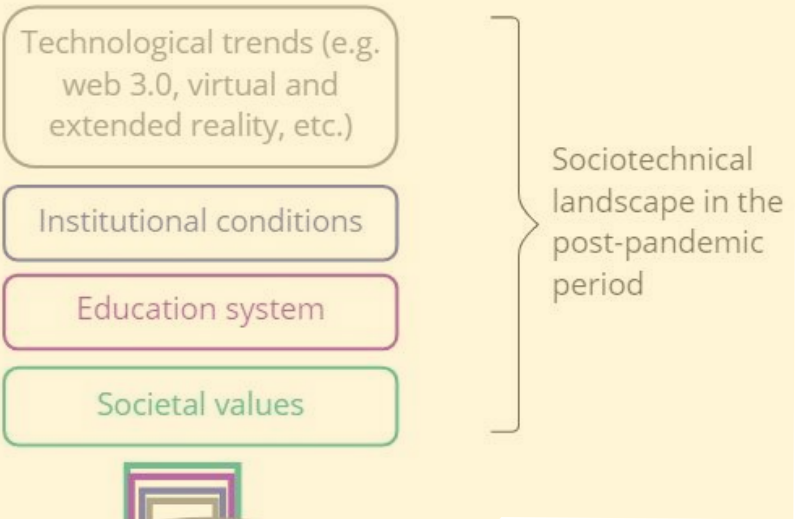 Technological trends (e.g.
web 3.0, virtual and
extended reality, etc.)
Institutional conditions
Education system
Societal values
Sociotechnical
landscape in the
post-pandemic
period